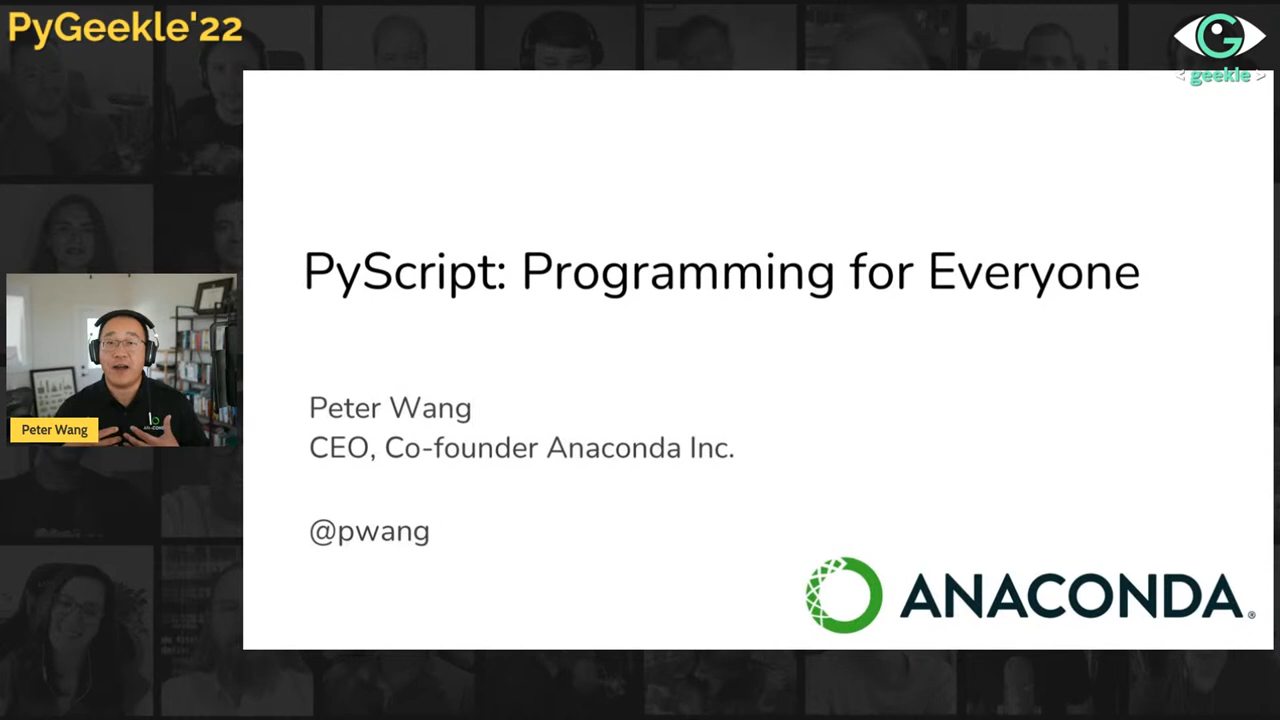 PyGeekle'22
< geekle >
PyScript: Programming for Everyone
Peter Wang
CEO, Co-founder Anaconda Inc.
@pwang
ANACONDA.®
Peter Wang